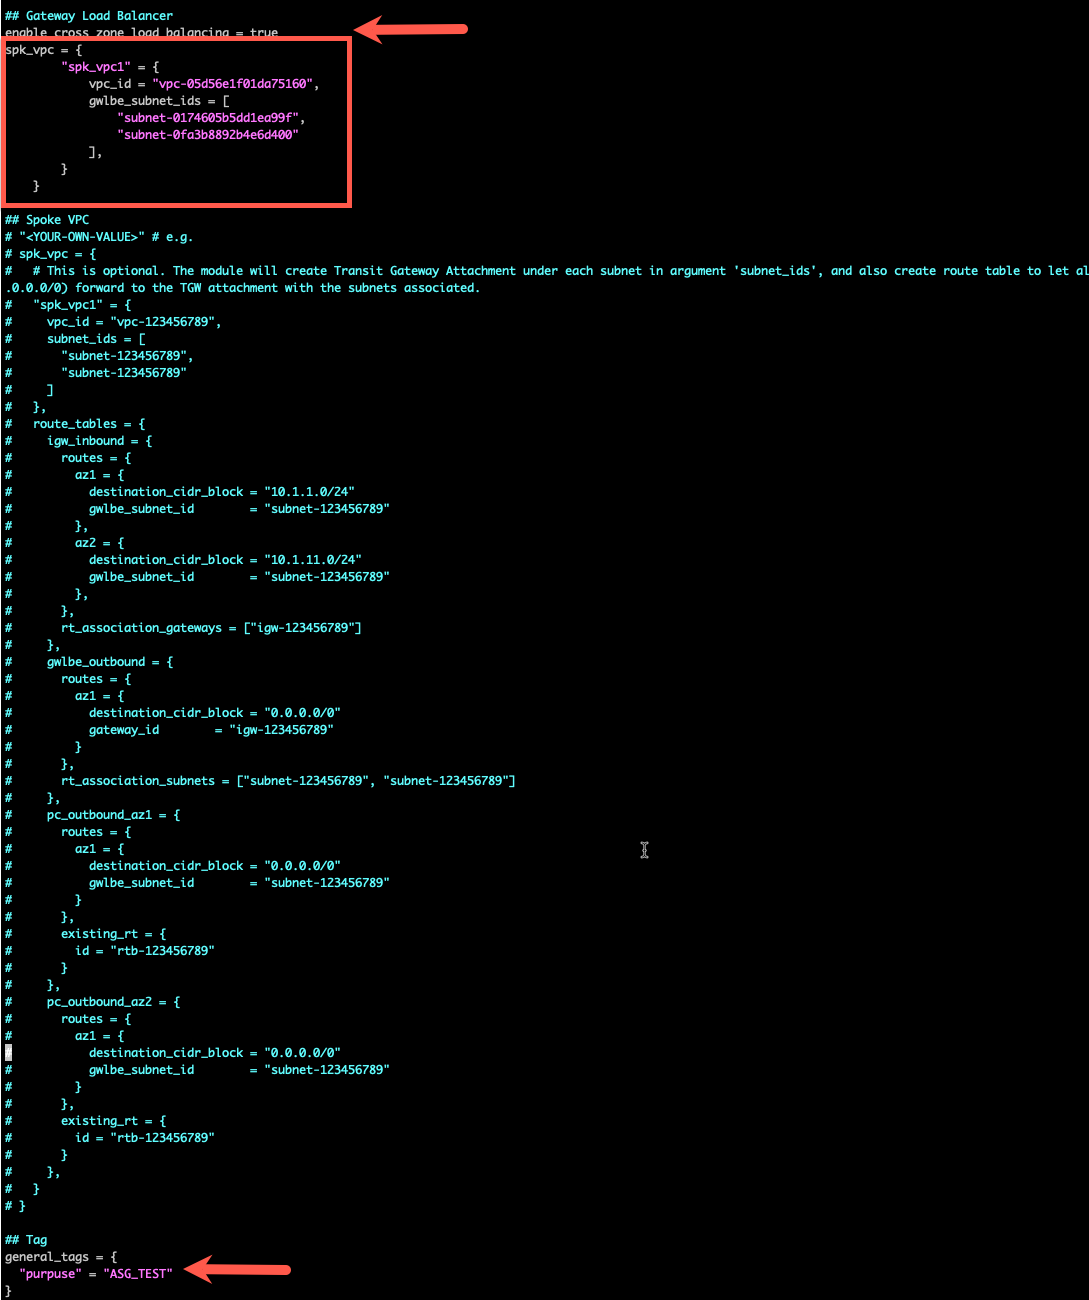 ## Gateway Load Balancer
enable_cross_zone_load_balancing = true
spk_vpc = {
        "spk_vpc1" = {
            vpc_id = "vpc-05d56e1f01da75160",
            gwlbe_subnet_ids = [
                "subnet-0174605b5dd1ea99f",
                "subnet-0fa3b8892b4e6d400"
            ],
        }
    }
## Spoke VPC
# "<YOUR-OWN-VALUE>" # e.g.
# spk_vpc = {
#   # This is optional. The module will create Transit Gateway Attachment under each subnet in argument 'subnet_ids', and also create route table to let al
.0.0.0/0) forward to the TGW attachment with the subnets associated.
#   "spk_vpc1" = {
#     vpc_id = "vpc-123456789",
#     subnet_ids = [
#       "subnet-123456789",
#       "subnet-123456789"
#     ]
#   },
#   route_tables = {
#     igw_inbound = {
#       routes = {
#         az1 = {
#           destination_cidr_block = "10.1.1.0/24"
#           gwlbe_subnet_id        = "subnet-123456789"
#         },
#         az2 = {
#           destination_cidr_block = "10.1.11.0/24"
#           gwlbe_subnet_id        = "subnet-123456789"
#         },
#       },
#       rt_association_gateways = ["igw-123456789"]
#     },
#     gwlbe_outbound = {
#       routes = {
#         az1 = {
#           destination_cidr_block = "0.0.0.0/0"
#           gateway_id        = "igw-123456789"
#         }
#       },
#       rt_association_subnets = ["subnet-123456789", "subnet-123456789"]
#     },
#     pc_outbound_az1 = {
#       routes = {
#         az1 = {
#           destination_cidr_block = "0.0.0.0/0"
#           gwlbe_subnet_id        = "subnet-123456789"
#         }
#       },
#       existing_rt = {
#         id = "rtb-123456789"
#       }
#     },
#     pc_outbound_az2 = {
#       routes = {
#         az1 = {
#           destination_cidr_block = "0.0.0.0/0"
#           gwlbe_subnet_id        = "subnet-123456789"
#         }
#       },
#       existing_rt = {
#         id = "rtb-123456789"
#       }
#     },
#   }
# }
## Tag
general_tags = {
  "purpuse" = "ASG_TEST"
}